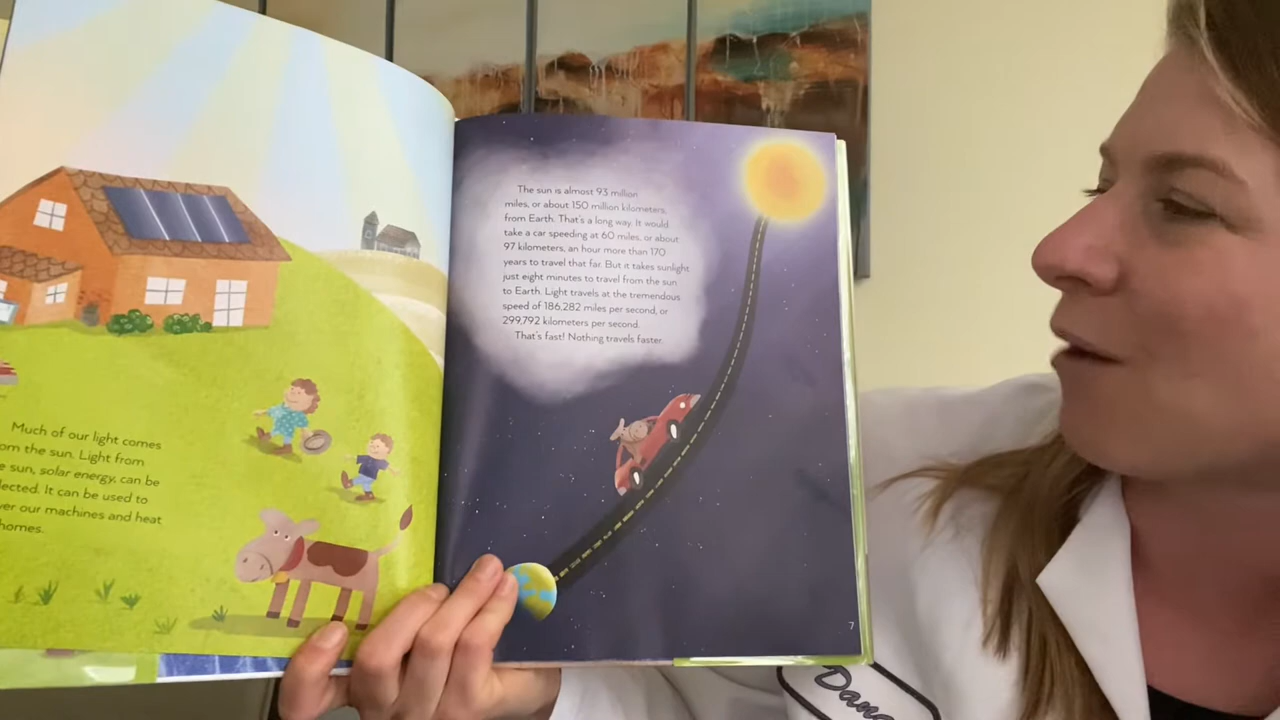 Much of our light comes
om the sun. Light from
e sun, solar energy, can be
lected. It can be used to
er our machines and heat
homes.
The sun is almost 93 million
miles, or about 150 million kilometers,
from Earth. That's a long way. It would
take a car speeding at 60 miles, or about
97 kilometers, an hour more than 170
years to travel that far. But it takes sunlight
just eight minutes to travel from the sun
to Earth. Light travels at the tremendous
speed of 186,282 miles per second, or
299,792 kilometers per second.
That's fast! Nothing travels faster.
7
Dana